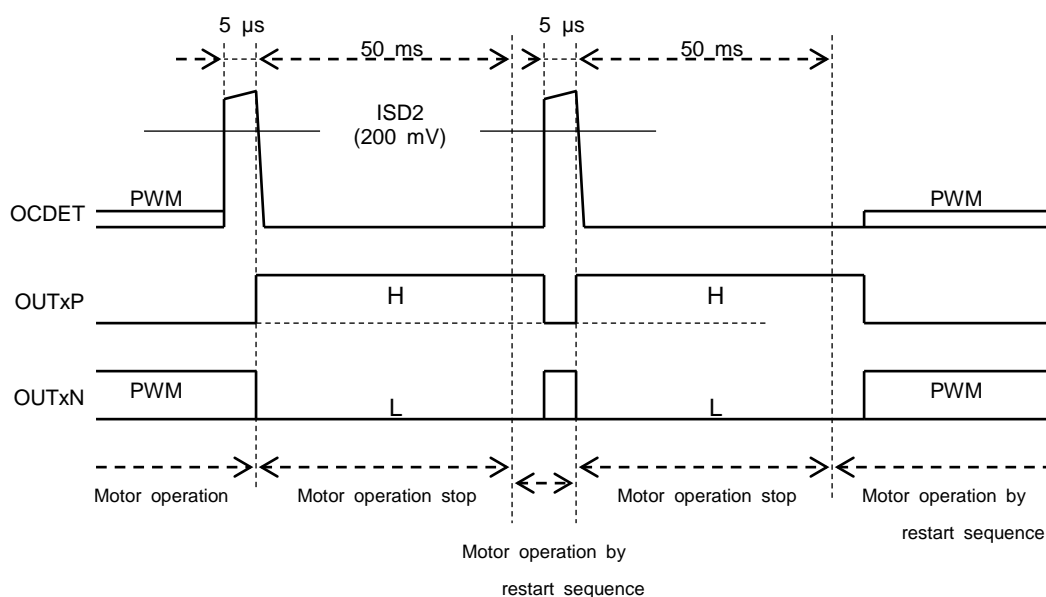 5 µs
5 µs
50 ms
50 ms
ISD2
(200 mV)
PWM
PWM
OCDET
OUTxP
H
H
OUTxN
PWM
PWM
L
L
Motor operation
Motor operation stop
Motor operation stop
Motor operation by
restart sequence
Motor operation by
restart sequence